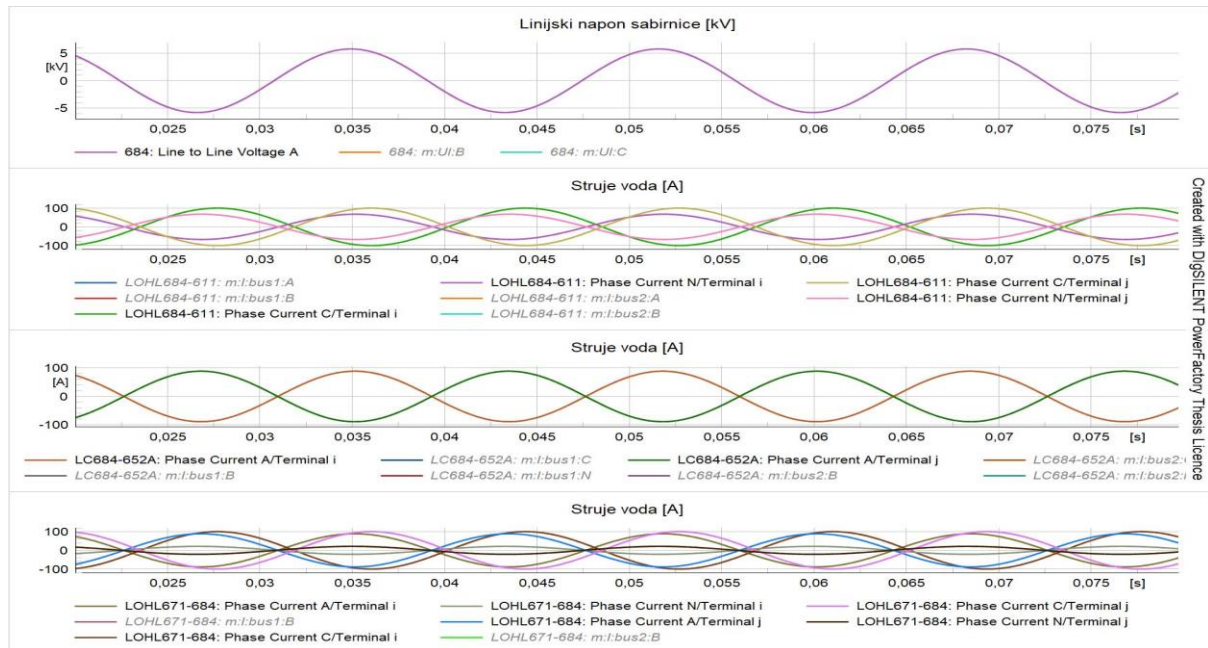 Linijski napon sabirnice [kV]
5
[kV]
0
-5
0,025 0,03 0,035 0,04 0,045 0,05 0,055 0,06 0,065 0,07 0,075 [s]
684: Line to Line Voltage A 684: m:Ul:B 684: m:Ul:C
Struje voda [A]
100
0
-100
0,025 0,03 0,035 0,04 0,045 0,05 0,055 0,06 0,065 0,07 0,075 [s]
LOHL684-611: m:I:bus1:A LOHL684-611: Phase Current N/Terminal i LOHL684-611: Phase Current C/Terminal j
LOHL684-611: m:I:bus1:B LOHL684-611: m:I:bus2:A LOHL684-611: Phase Current N/Terminal j
LOHL684-611: Phase Current C/Terminal i LOHL684-611: m:I:bus2:B
Struje voda [A]
100
[A]
0
-100
0,025 0,03 0,035 0,04 0,045 0,05 0,055 0,06 0,065 0,07 0,075 [s]
LC684-652A: Phase Current A/Terminal i LC684-652A: m:I:bus1:C LC684-652A: Phase Current A/Terminal j LC684-652A: m:I:bus2:
LC684-652A: m:I:bus1:B LC684-652A: m:I:bus1:N LC684-652A: m:I:bus2:B LC684-652A: m:I:bus2:
Struje voda [A]
100
0
-100
0,025 0,03 0,035 0,04 0,045 0,05 0,055 0,06 0,065 0,07 0,075 [s]
LOHL671-684: Phase Current A/Terminal i LOHL671-684: Phase Current N/Terminal i LOHL671-684: Phase Current C/Terminal j
LOHL671-684: m:I:bus1:B LOHL671-684: Phase Current A/Terminal j LOHL671-684: Phase Current N/Terminal j
LOHL671-684: Phase Current C/Terminal i LOHL671-684: m:I:bus2:B
Created with DIgSILENT PowerFactory Thesis Licence